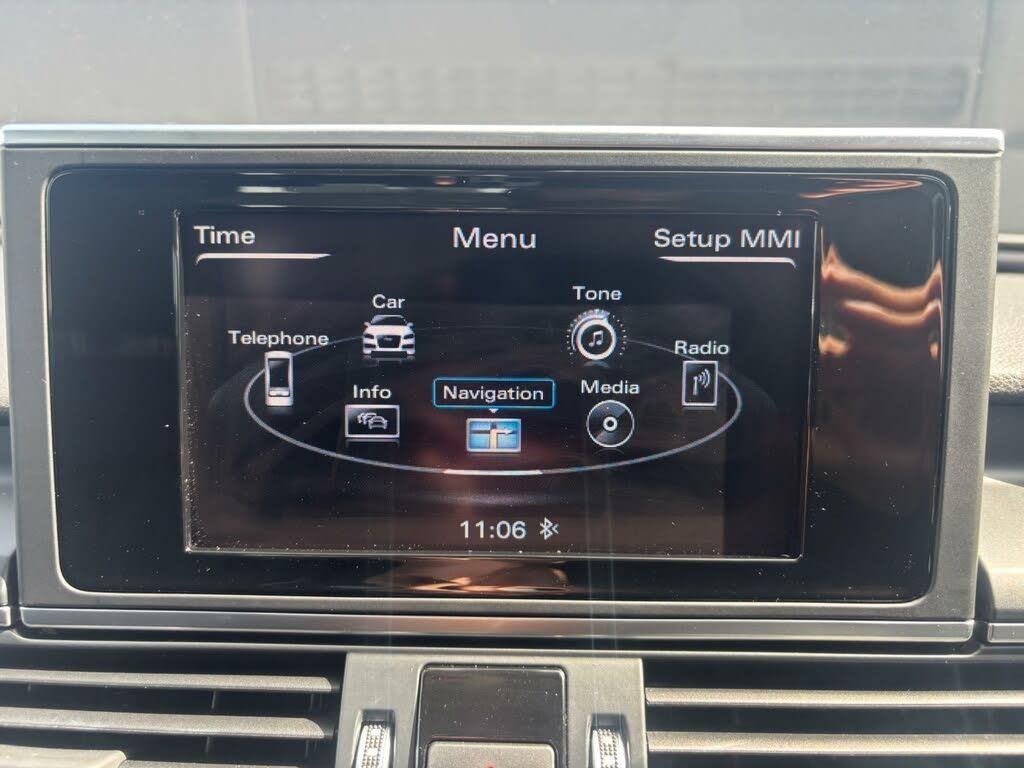 Time
Menu
Setup MMI
Car
Tone
Telephone
Radio
Info
Navigation
Media
11:06